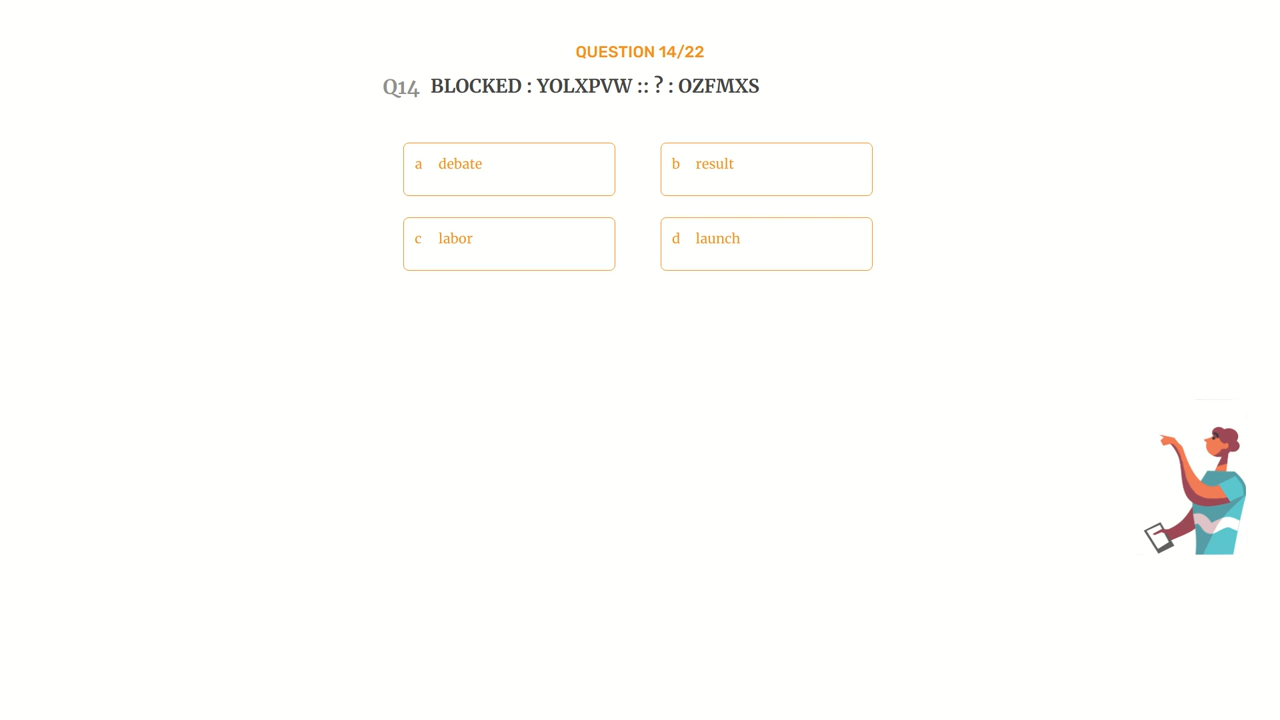 QUESTION 14/22
Q14 BLOCKED : YOLXPVW :: ? : OZFMXS
a debate
b result
c labor
d launch